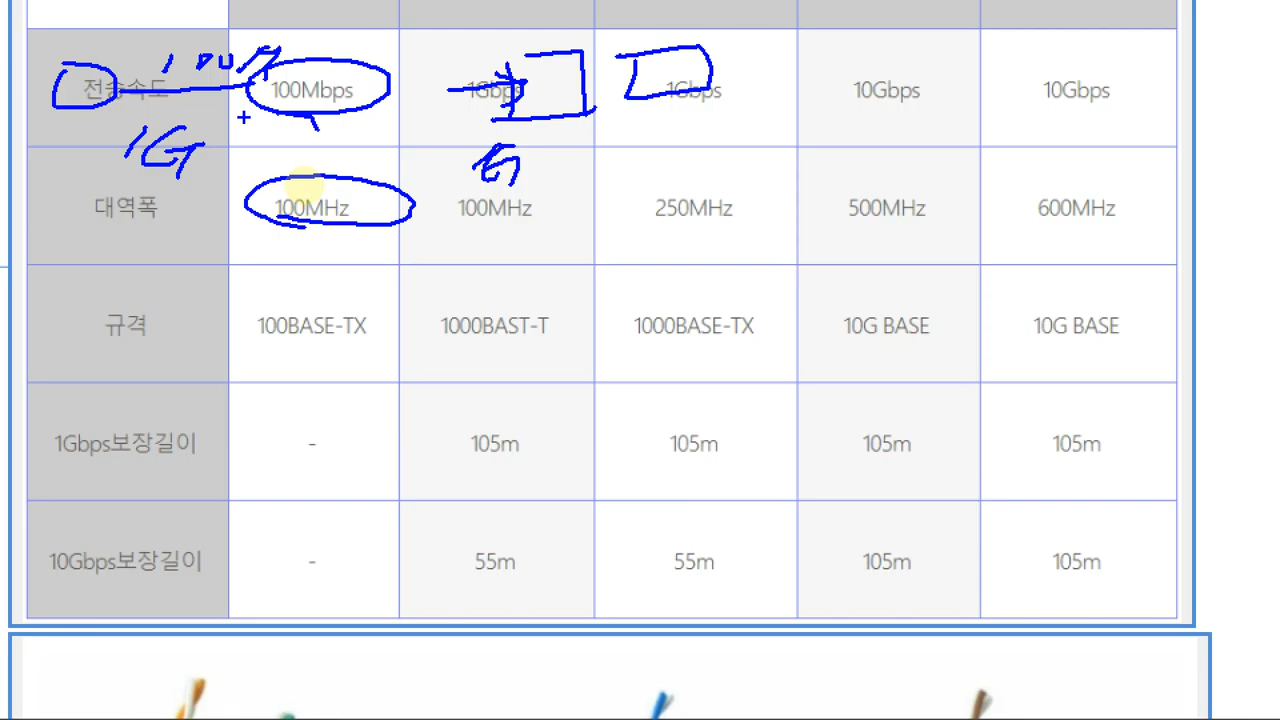 전송속도 100Mbps 1Gbps 1Gbps 10Gbps 10Gbps
1G G
대역폭 100MHz 100MHz 250MHz 500MHz 600MHz
규격 100BASE-TX 1000BAST-T 1000BASE-TX 10G BASE 10G BASE
1Gbps보장길이 - 105m 105m 105m 105m
10Gbps보장길이 - 55m 55m 105m 105m